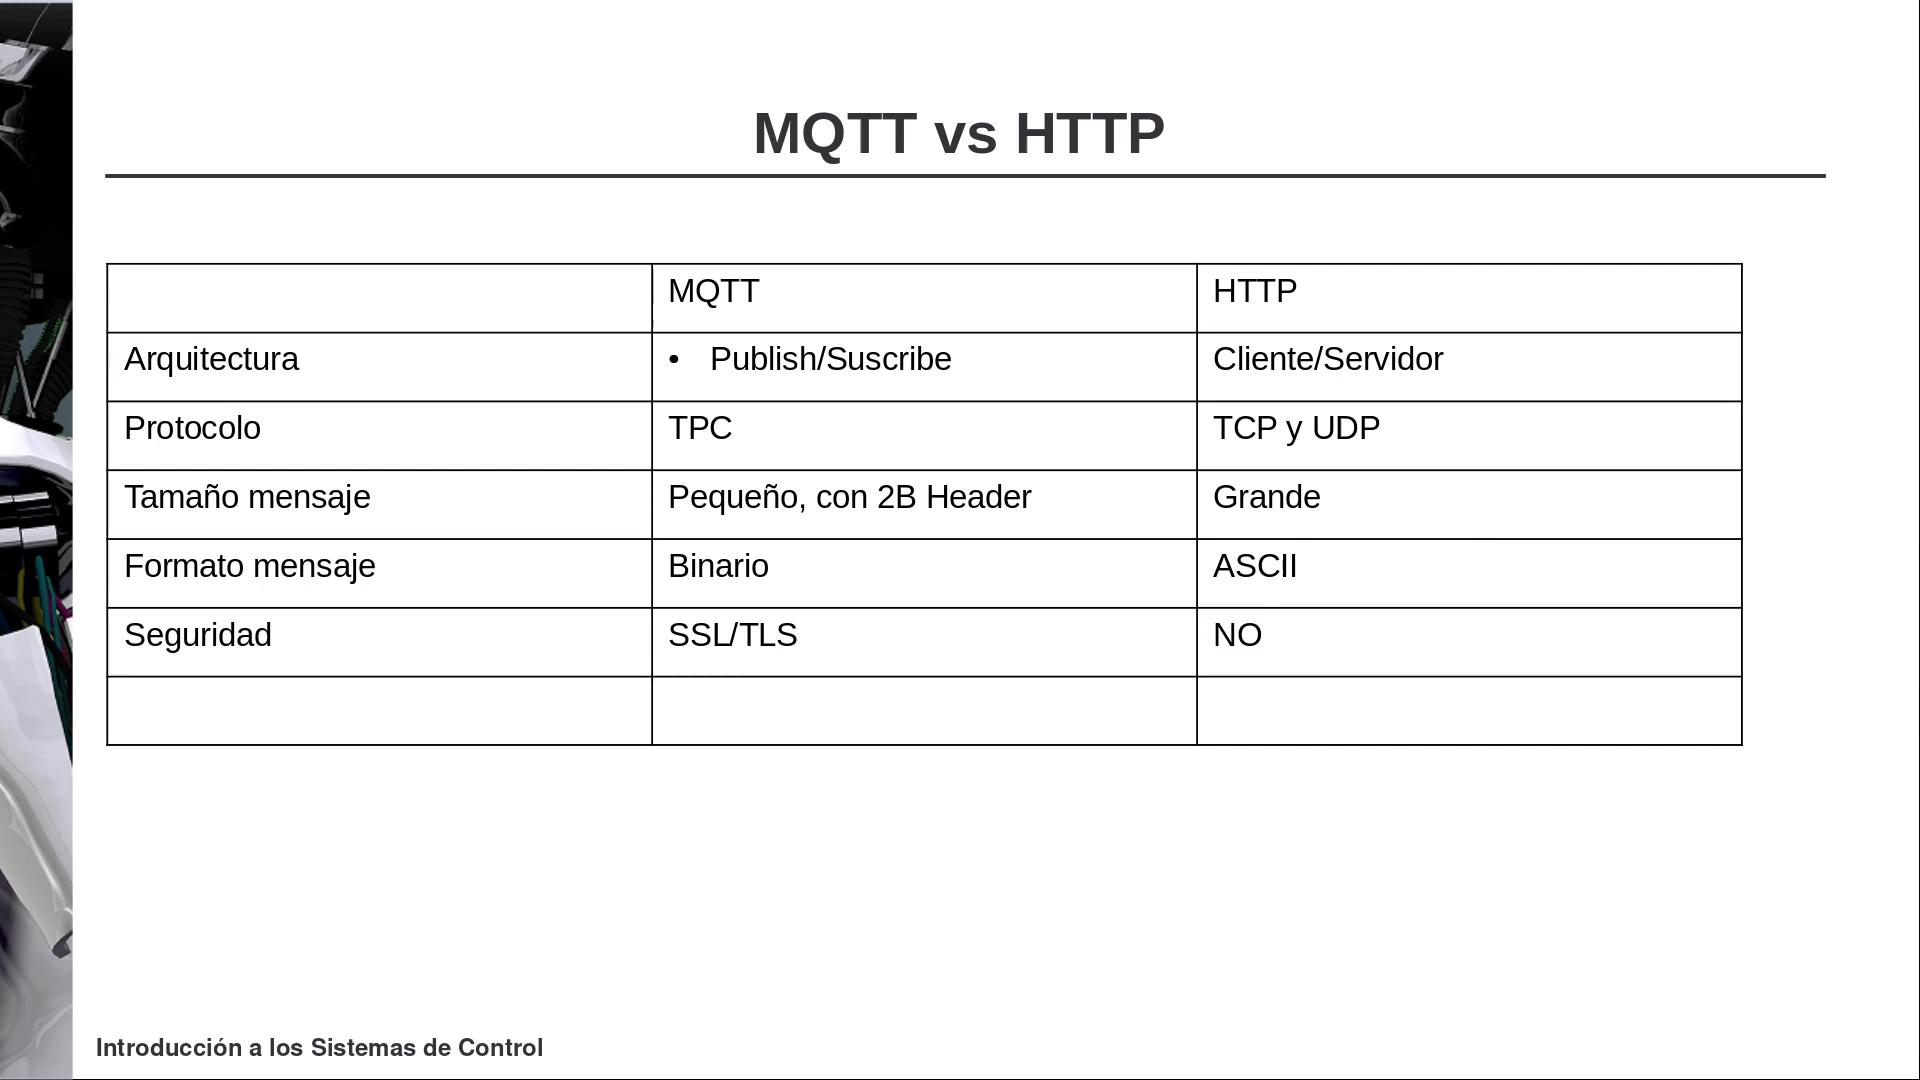 MQTT vs HTTP
MQTT HTTP
Arquitectura • Publish/Suscribe Cliente/Servidor
Protocolo TPC TCP y UDP
Tamaño mensaje Pequeño, con 2B Header Grande
Formato mensaje Binario ASCII
Seguridad SSL/TLS NO
Introducción a los Sistemas de Control